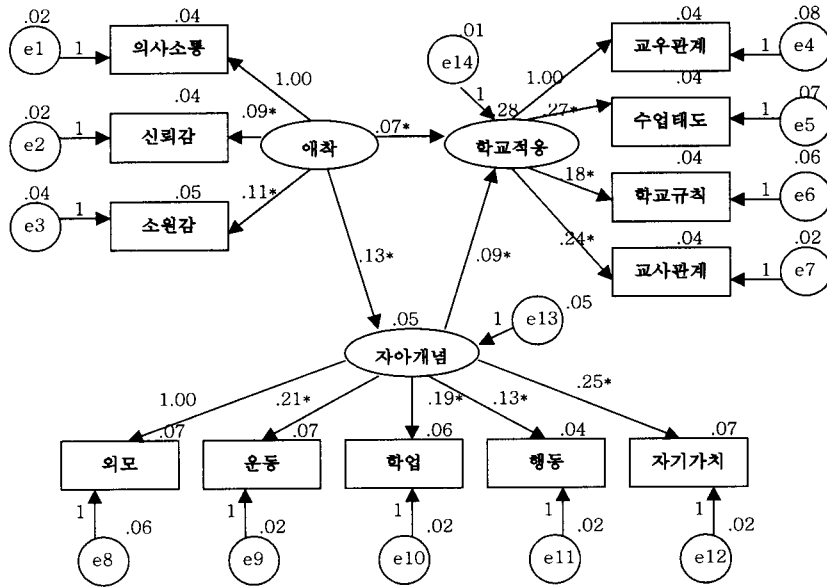 .02
e1
1
.04
의사소통
1.00
.02
e2
1
.04
신뢰감
.09*
.04
e3
1
.05
소원감
.11*
애착
.07*
.13*
.01
e14
1
.28
학교적응
.09*
1.00
.04
교우관계
1
.08
e4
.27*
.04
수업태도
1
.07
e5
.18*
.04
학교규칙
1
.06
e6
.24*
.04
교사관계
1
.02
e7
.05
자아개념
1
e13
.05
1.00
.21*
.19*
.13*
.25*
.07
외모
.07
운동
.06
학업
.04
행동
.07
자기가치
1
.06
e8
1
.02
e9
1
.02
e10
1
.02
e11
1
.02
e12